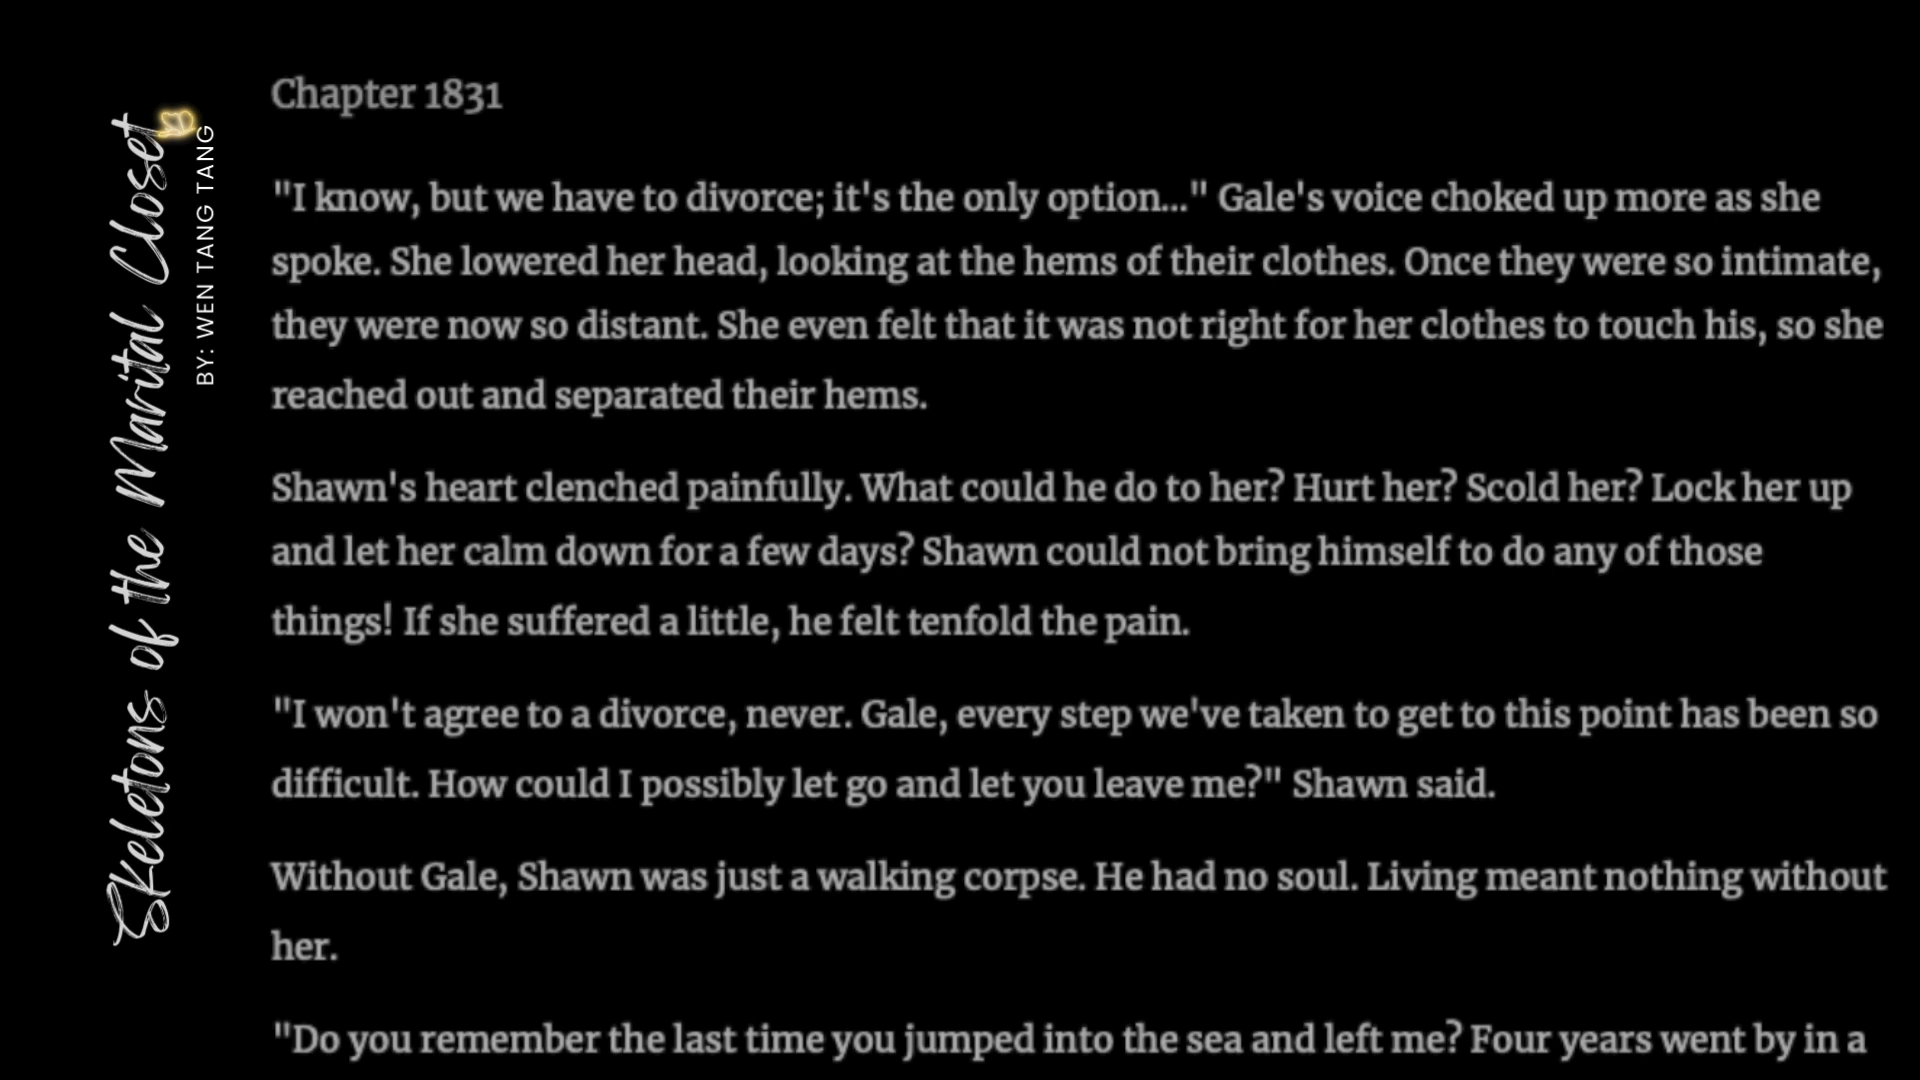 Skeletons of the Marital Closet
BY: WEN TANG TANG
Chapter 1831
"I know, but we have to divorce; it's the only option..." Gale's voice choked up more as she
spoke. She lowered her head, looking at the hems of their clothes. Once they were so intimate,
they were now so distant. She even felt that it was not right for her clothes to touch his, so she
reached out and separated their hems.
Shawn's heart clenched painfully. What could he do to her? Hurt her? Scold her? Lock her up
and let her calm down for a few days? Shawn could not bring himself to do any of those
things! If she suffered a little, he felt tenfold the pain.
"I won't agree to a divorce, never. Gale, every step we've taken to get to this point has been so
difficult. How could I possibly let go and let you leave me?" Shawn said.
Without Gale, Shawn was just a walking corpse. He had no soul. Living meant nothing without
her.
"Do you remember the last time you jumped into the sea and left me? Four years went by in a